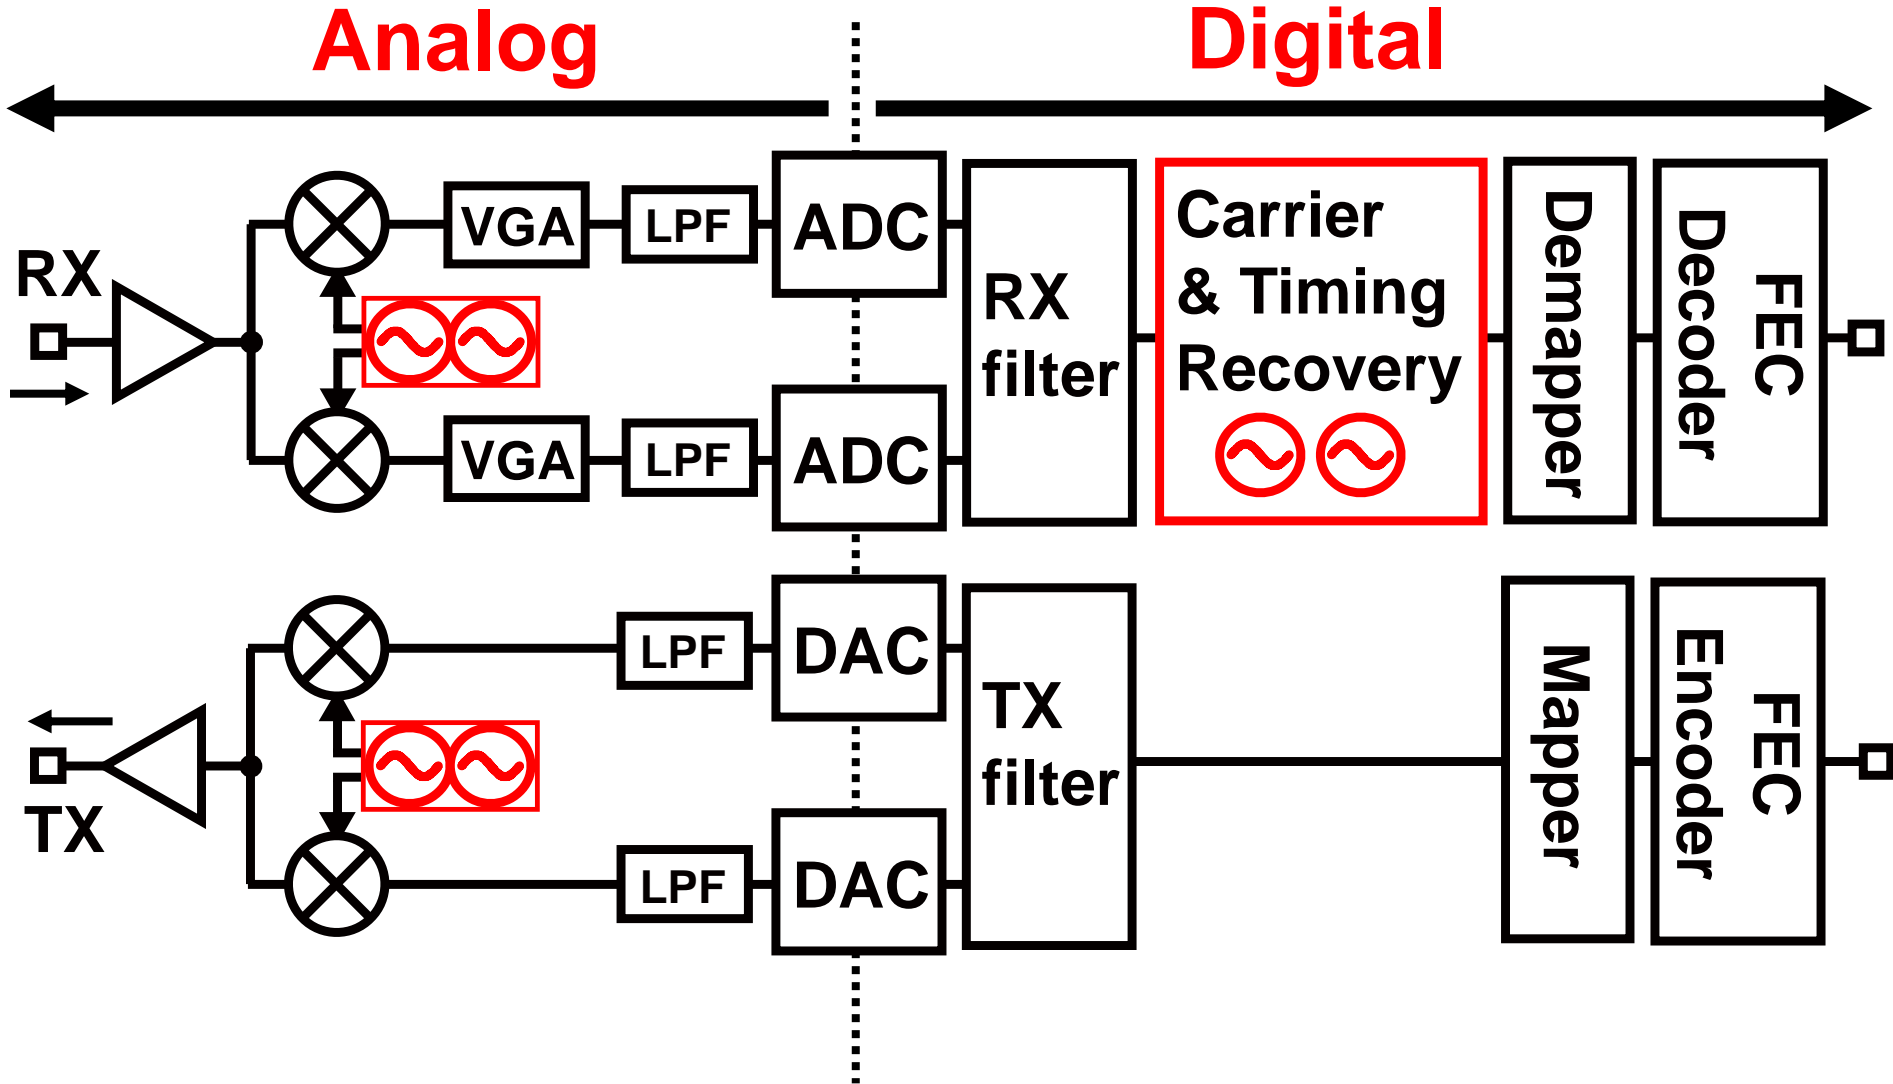 Analog
Digital
RX
VGA
LPF
ADC
VGA
LPF
ADC
RX
filter
Carrier
& Timing
Recovery
Demapper
FEC
Decoder
TX
LPF
DAC
LPF
DAC
TX
filter
Mapper
FEC
Encoder